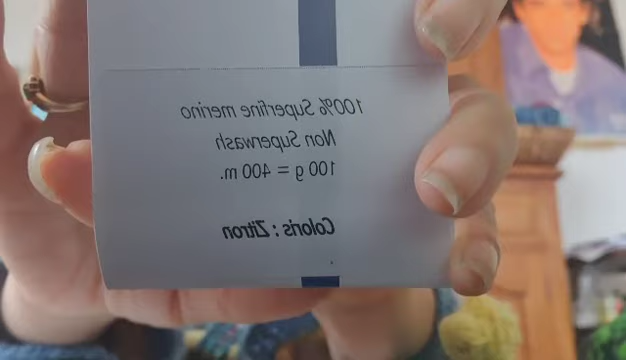 100% Superfine merino
Non Superwash
100 g = 400 m.
Coloris : Zitron